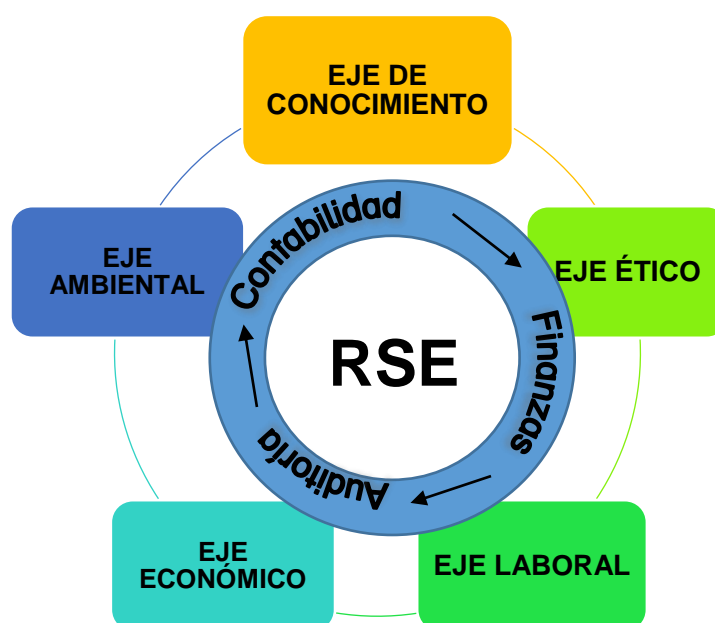 EJE DE
CONOCIMIENTO
Contabilidad
EJE
AMBIENTAL
EJE ÉTICO
Finanzas
RSE
Auditoría
EJE
ECONÓMICO
EJE LABORAL